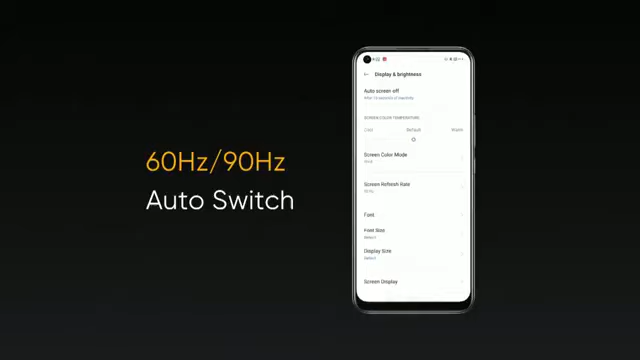 60Hz/90Hz
Auto Switch
Display & brightness
Auto screen off
SCREEN COLOR TEMPERATURE
Cool
Default
Warm
Screen Color Mode
Screen Refresh Rate
Font
Font Size
Default
Display Size
Default
Screen Display